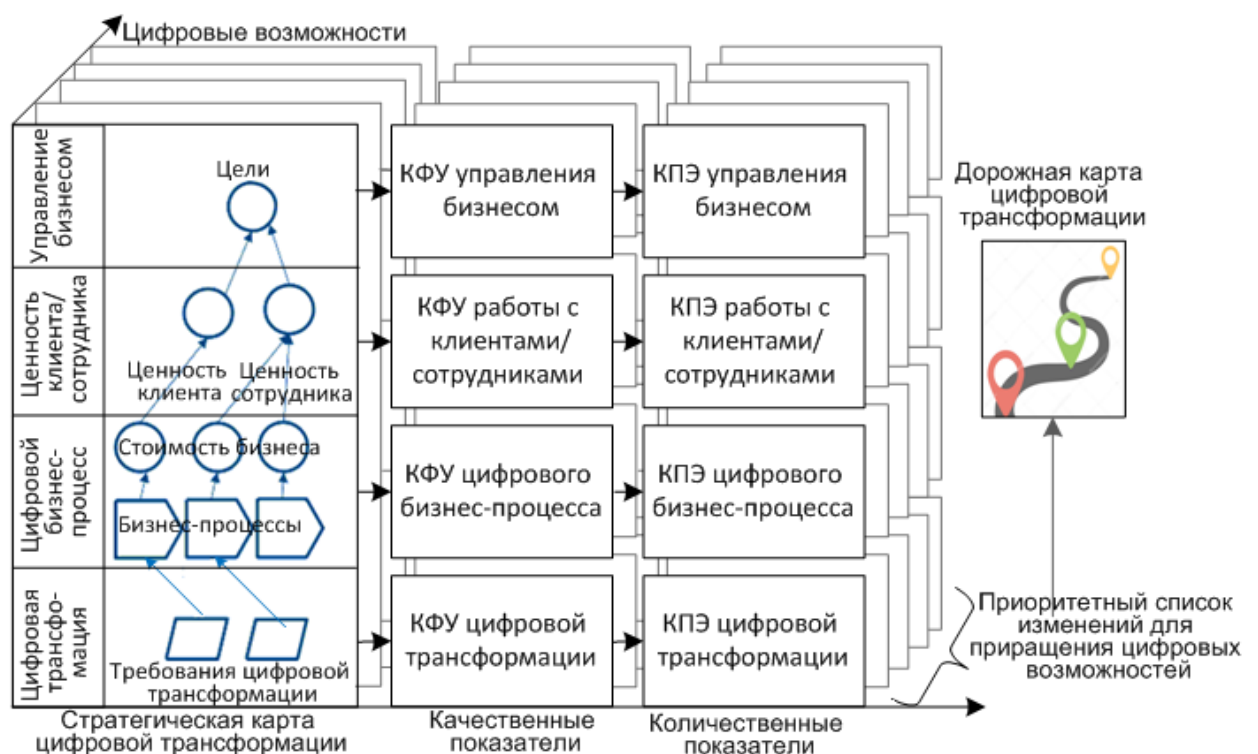 Цифровые возможности
Управление
бизнесом
Цели
КФУ управления
бизнесом
КПЭ управления
бизнесом
Дорожная карта
цифровой
трансформации
Ценность
клиента/
сотрудника
Ценность
клиента
Ценность
сотрудника
КФУ работы с
клиентами/
сотрудниками
КПЭ работы с
клиентами/
сотрудниками
Цифровой
бизнес-
процесс
Стоимость бизнеса
Бизнес-процессы
КФУ цифрового
бизнес-процесса
КПЭ цифрового
бизнес-процесса
Цифровая
трансфо-
мация
Требования цифровой
трансформации
КФУ цифровой
трансформации
КПЭ цифровой
трансформации
Приоритетный список
изменений для
приращения цифровых
возможностей
Стратегическая карта
цифровой трансформации
Качественные
показатели
Количественные
показатели